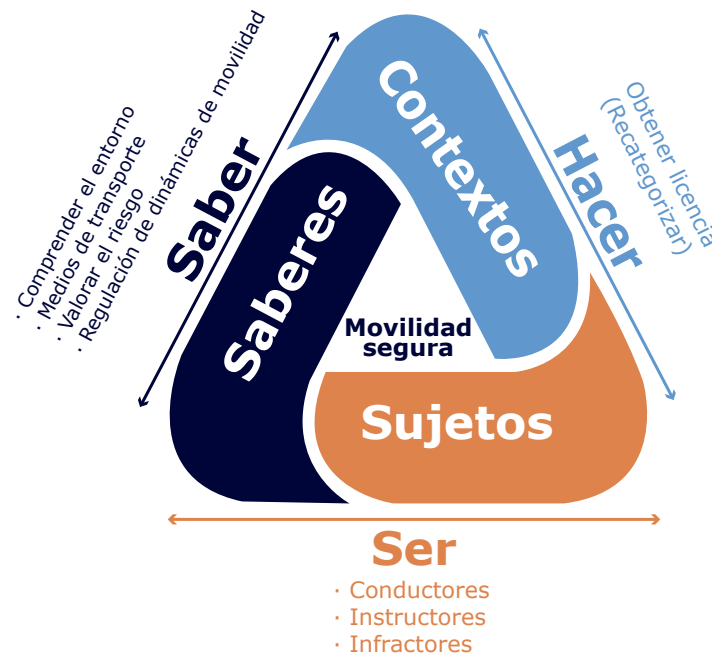 Saber
· Comprender el entorno
· Medios de transporte
· Valorar el riesgo
· Regulación de dinámicas de movilidad
Hacer
Obtener licencia
(Recategorizar)
Contextos
Saberes
Movilidad
segura
Sujetos
Ser
· Conductores
· Instructores
· Infractores